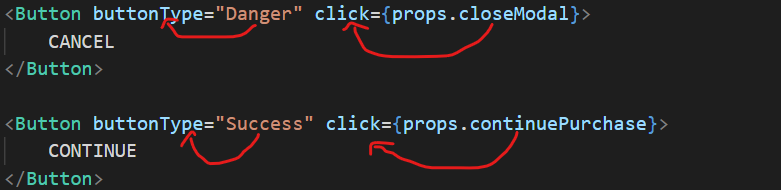 <Button buttonType="Danger" click={props.closeModal}>
CANCEL
</Button>
<Button buttonType="Success" click={props.continuePurchase}>
CONTINUE
</Button>